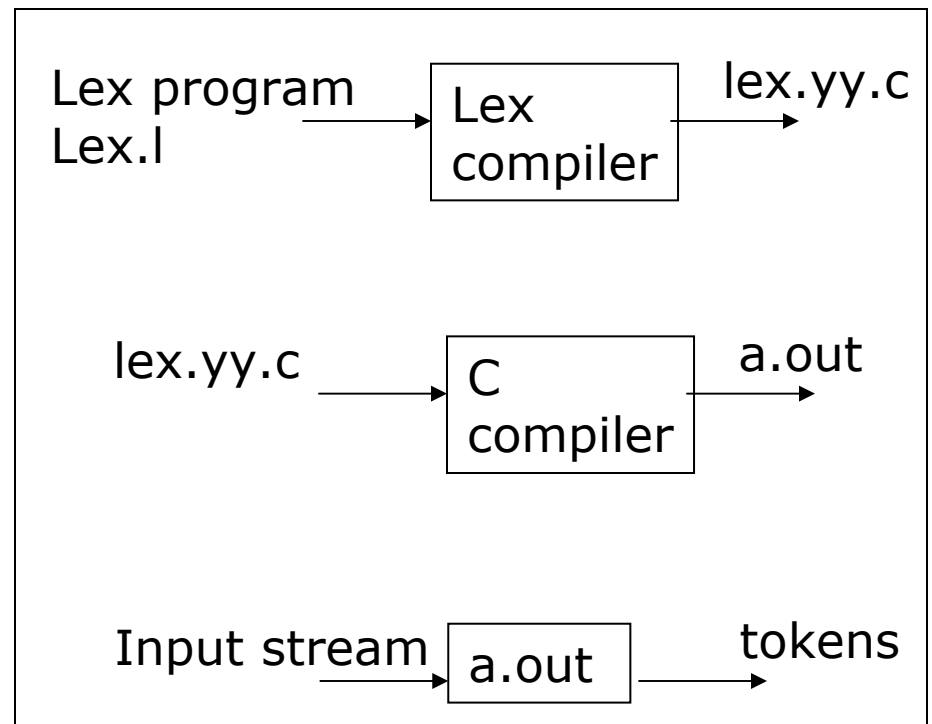 Lex program
Lex.l
Lex
compiler
lex.yy.c
lex.yy.c
C
compiler
a.out
Input stream
a.out
tokens